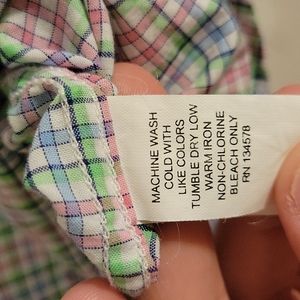 MACHINE WASH
COLD WITH
LIKE COLORS
TUMBLE DRY LOW
WARM IRON
NON-CHLORINE
BLEACH ONLY
RN 134578